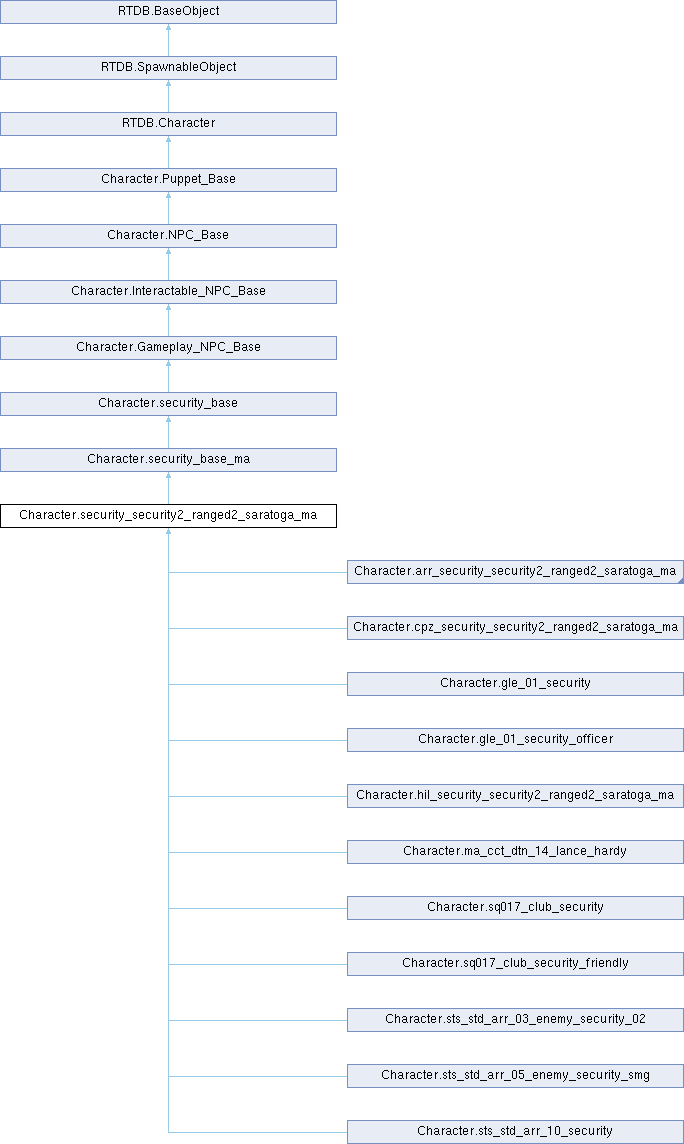 RTDB.BaseObject
RTDB.SpawnableObject
RTDB.Character
Character.Puppet_Base
Character.NPC_Base
Character.Interactable_NPC_Base
Character.Gameplay_NPC_Base
Character.security_base
Character.security_base_ma
Character.security_security2_ranged2_saratoga_ma
Character.arr_security_security2_ranged2_saratoga_ma
Character.cpz_security_security2_ranged2_saratoga_ma
Character.gle_01_security
Character.gle_01_security_officer
Character.hil_security_security2_ranged2_saratoga_ma
Character.ma_cct_dtn_14_lance_hardy
Character.sq017_club_security
Character.sq017_club_security_friendly
Character.sts_std_arr_03_enemy_security_02
Character.sts_std_arr_05_enemy_security_smg
Character.sts_std_arr_10_security